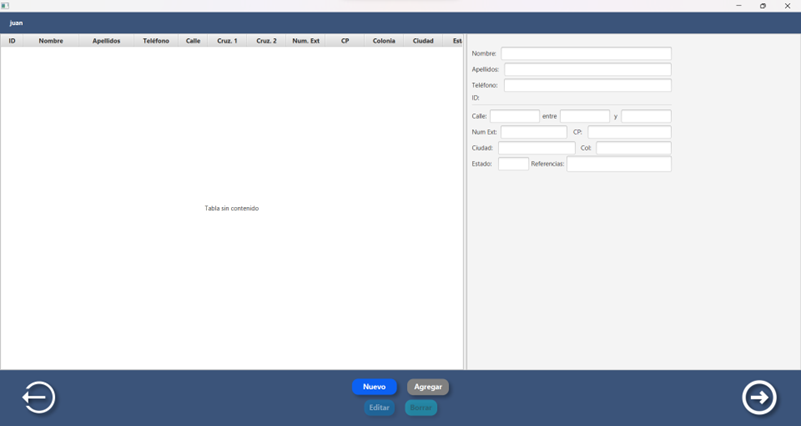 juan
ID Nombre Apellidos Teléfono Calle Cruz. 1 Cruz. 2 Num. Ext CP Colonia Ciudad Est
Tabla sin contenido
Nombre:
Apellidos:
Teléfono:
ID:
Calle: entre y
Num Ext: CP:
Ciudad: Col:
Estado: Referencias:
Nuevo Agregar
Editar Borrar